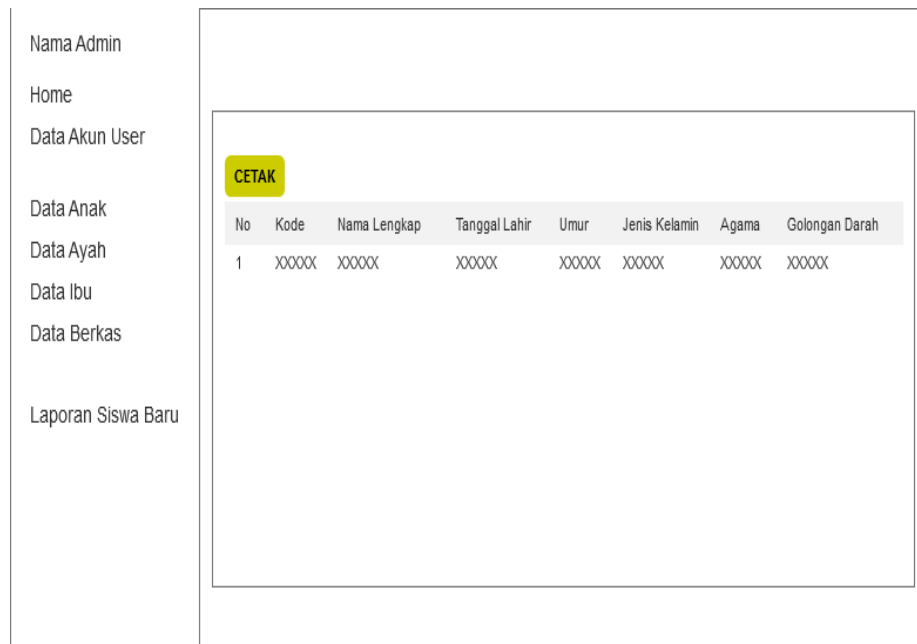 Nama Admin
Home
Data Akun User
Data Anak
Data Ayah
Data Ibu
Data Berkas
Laporan Siswa Baru
CETAK
No Kode Nama Lengkap Tanggal Lahir Umur Jenis Kelamin Agama Golongan Darah
1 XXXXX XXXXX XXXXX XXXXX XXXXX XXXXX XXXXX